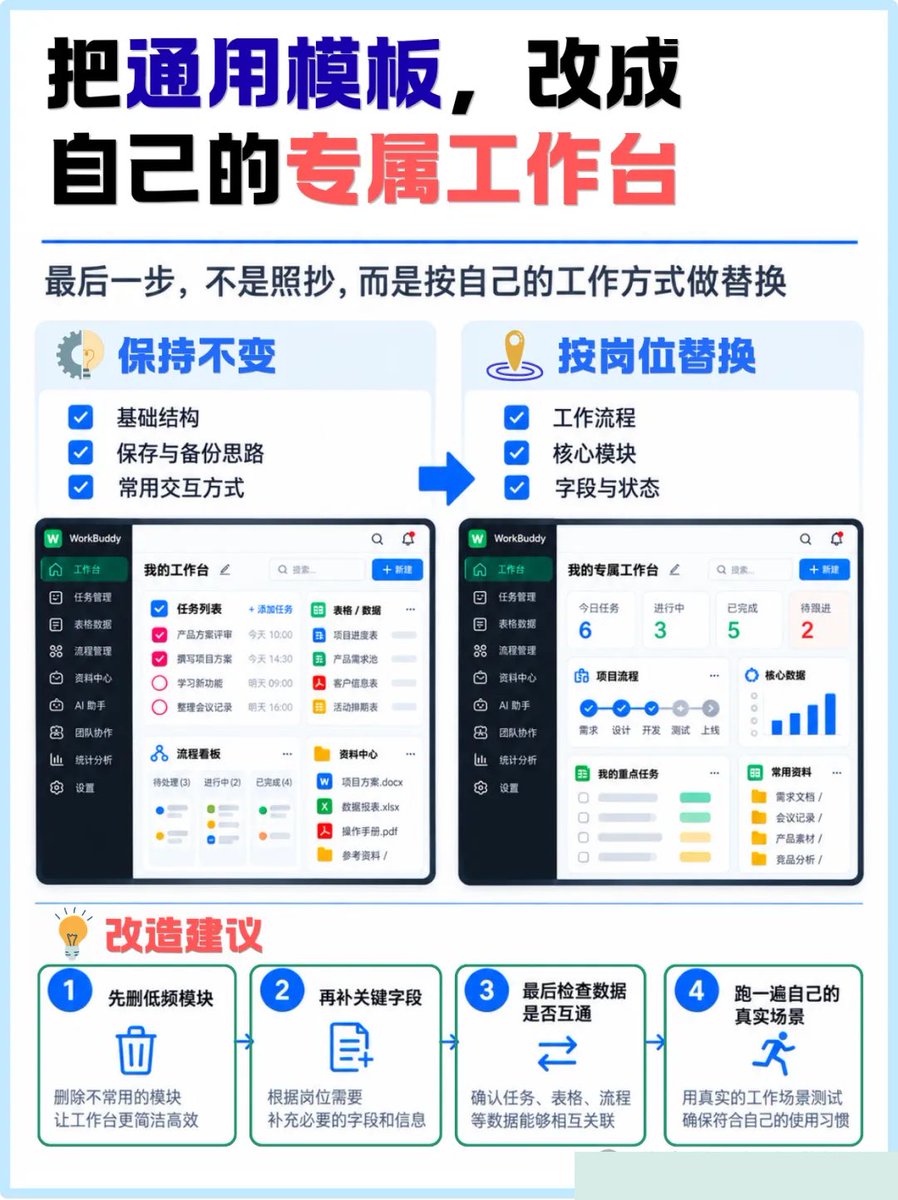 把通用模板，改成
自己的专属工作台
最后一步，不是照抄，而是按自己的工作方式做替换
保持不变
基础结构
保存与备份思路
常用交互方式
按岗位替换
工作流程
核心模块
字段与状态
W WorkBuddy
工作台
任务管理
表格数据
流程管理
资料中心
AI 助手
团队协作
统计分析
设置
我的工作台
搜索...
+ 新建
任务列表
+ 添加任务
产品方案评审 今天 10:00
撰写项目方案 今天 14:30
学习新功能 明天 09:00
整理会议记录 明天 16:00
表格 / 数据 ...
项目进度表
产品需求池
客户信息表
活动排期表
流程看板 ...
待处理 (3) 进行中 (2) 已完成 (4)
资料中心 ...
W 项目方案.docx
X 数据报表.xlsx
操作手册.pdf
参考资料 /
W WorkBuddy
工作台
任务管理
表格数据
流程管理
资料中心
AI 助手
团队协作
统计分析
设置
我的专属工作台
搜索...
+ 新建
今日任务
6
进行中
3
已完成
5
待跟进
2
项目流程 ...
需求 设计 开发 测试 上线
核心数据
我的重点任务 ...
常用资料 ...
需求文档 /
会议记录 /
产品素材 /
竞品分析 /
改造建议
1 先删低频模块
删除不常用的模块
让工作台更简洁高效
2 再补关键字段
根据岗位需要
补充必要的字段和信息
3 最后检查数据
是否互通
确认任务、表格、流程
等数据能够相互关联
4 跑一遍自己的
真实场景
用真实的工作场景测试
确保符合自己的使用习惯